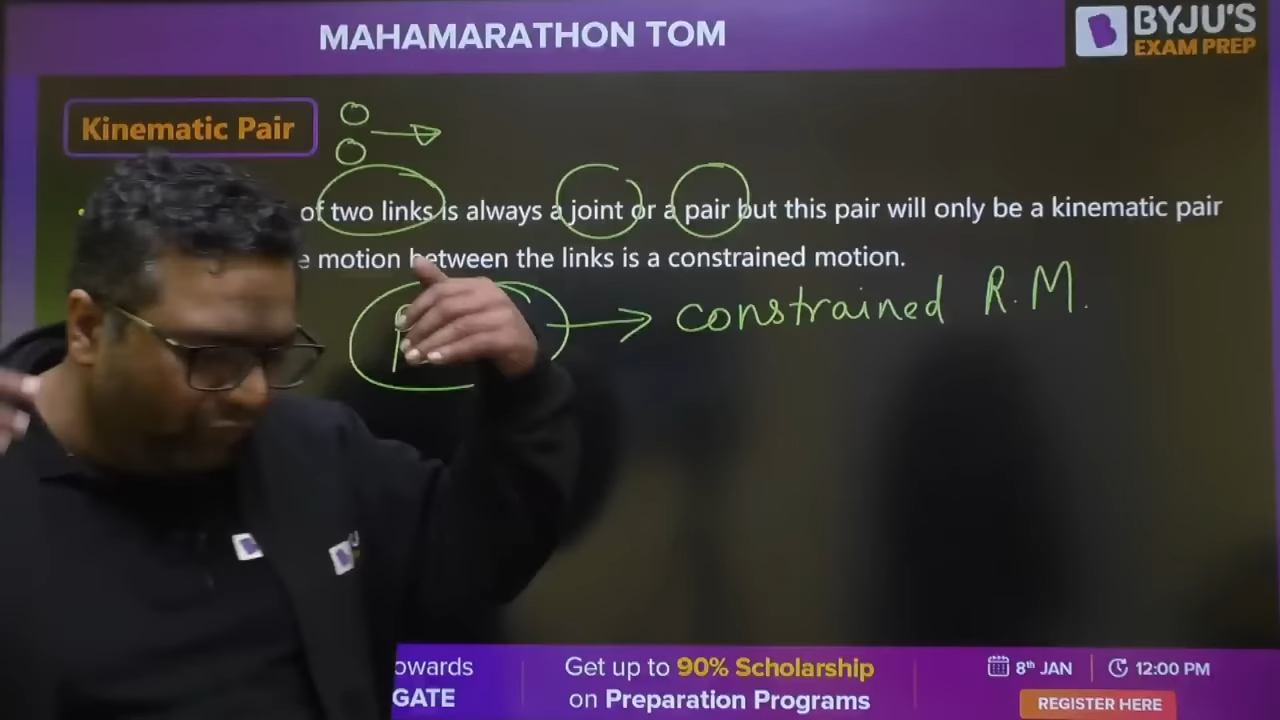 MAHAMARATHON TOM
BYJU'S
EXAM PREP
Kinematic Pair
of two links is always a joint or a pair but this pair will only be a kinematic pair
motion between the links is a constrained motion.
constrained R.M.
owards
GATE
Get up to 90% Scholarship
on Preparation Programs
8th JAN
12:00 PM
REGISTER HERE